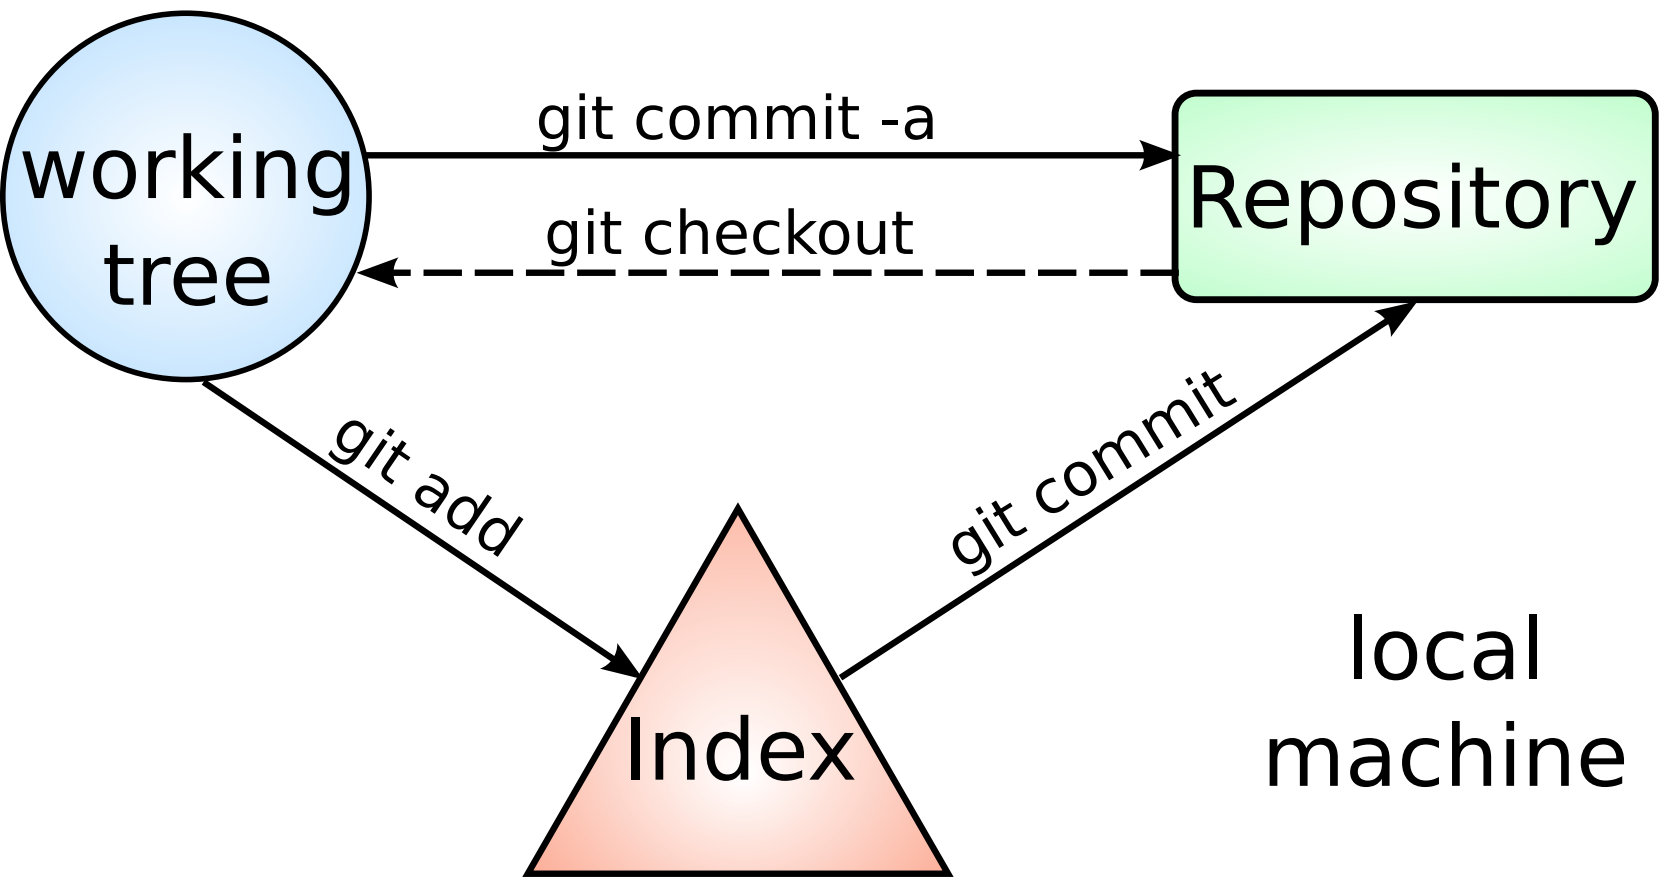 git commit -a
working
tree
Repository
git checkout
git add
git commit
Index
local
machine